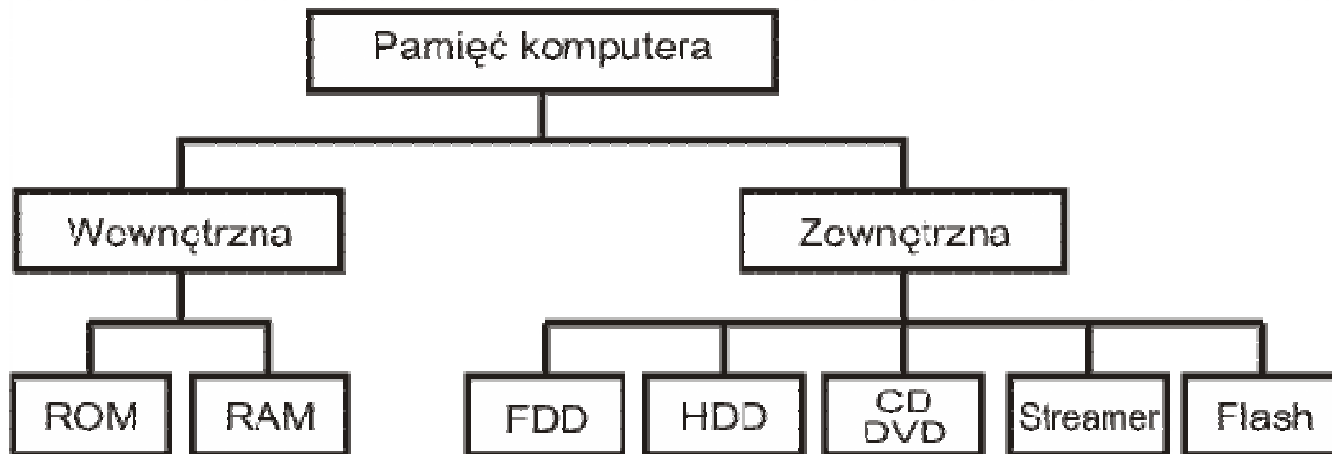 Pamięć komputera
Wewnętrzna
Zewnętrzna
ROM
RAM
FDD
HDD
CD
DVD
Streamer
Flash